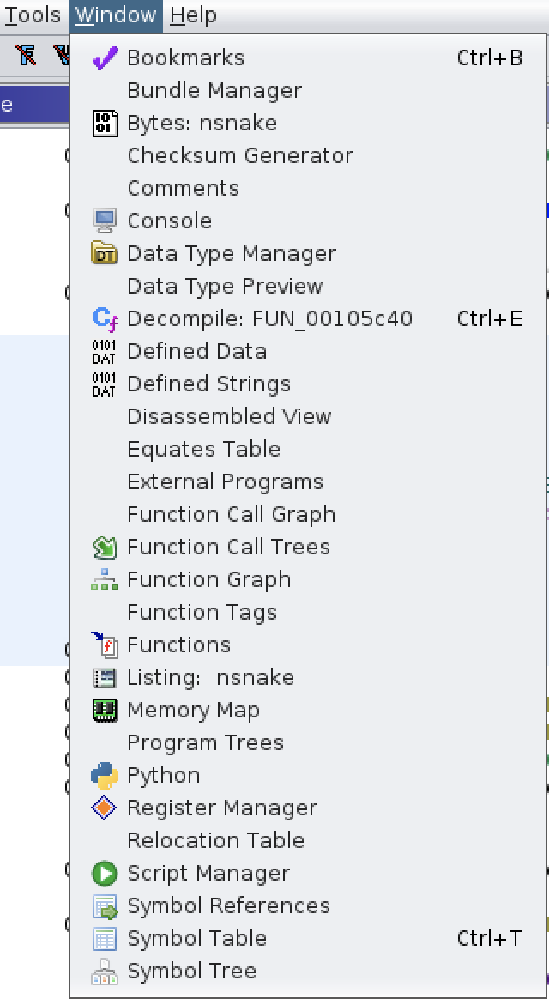 Tools Window Help
e
Bookmarks Ctrl+B
Bundle Manager
Bytes: nsnake
Checksum Generator
Comments
Console
Data Type Manager
Data Type Preview
Decompile: FUN_00105c40 Ctrl+E
Defined Data
Defined Strings
Disassembled View
Equates Table
External Programs
Function Call Graph
Function Call Trees
Function Graph
Function Tags
Functions
Listing: nsnake
Memory Map
Program Trees
Python
Register Manager
Relocation Table
Script Manager
Symbol References
Symbol Table Ctrl+T
Symbol Tree